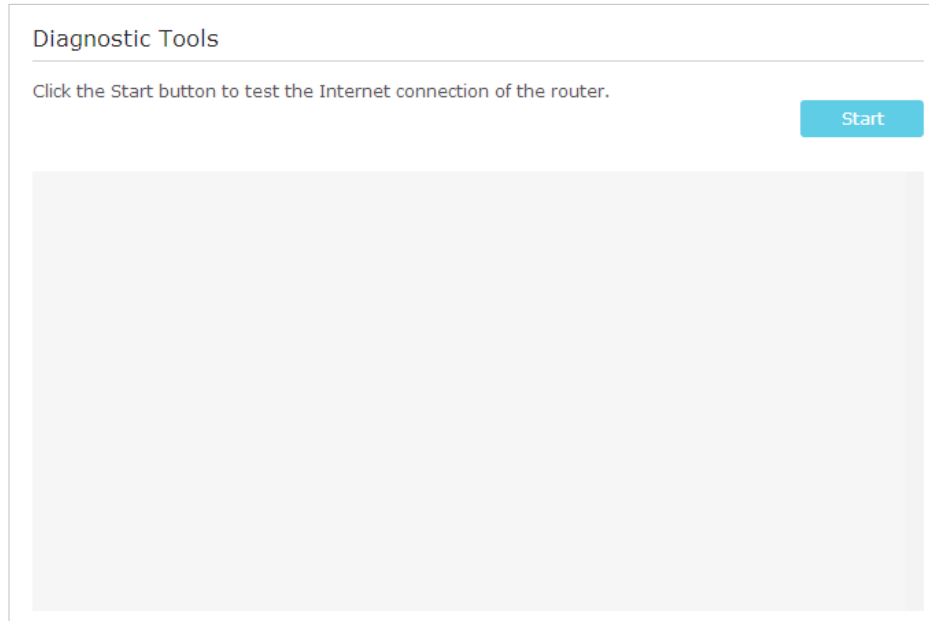 Diagnostic Tools
Click the Start button to test the Internet connection of the router.
Start